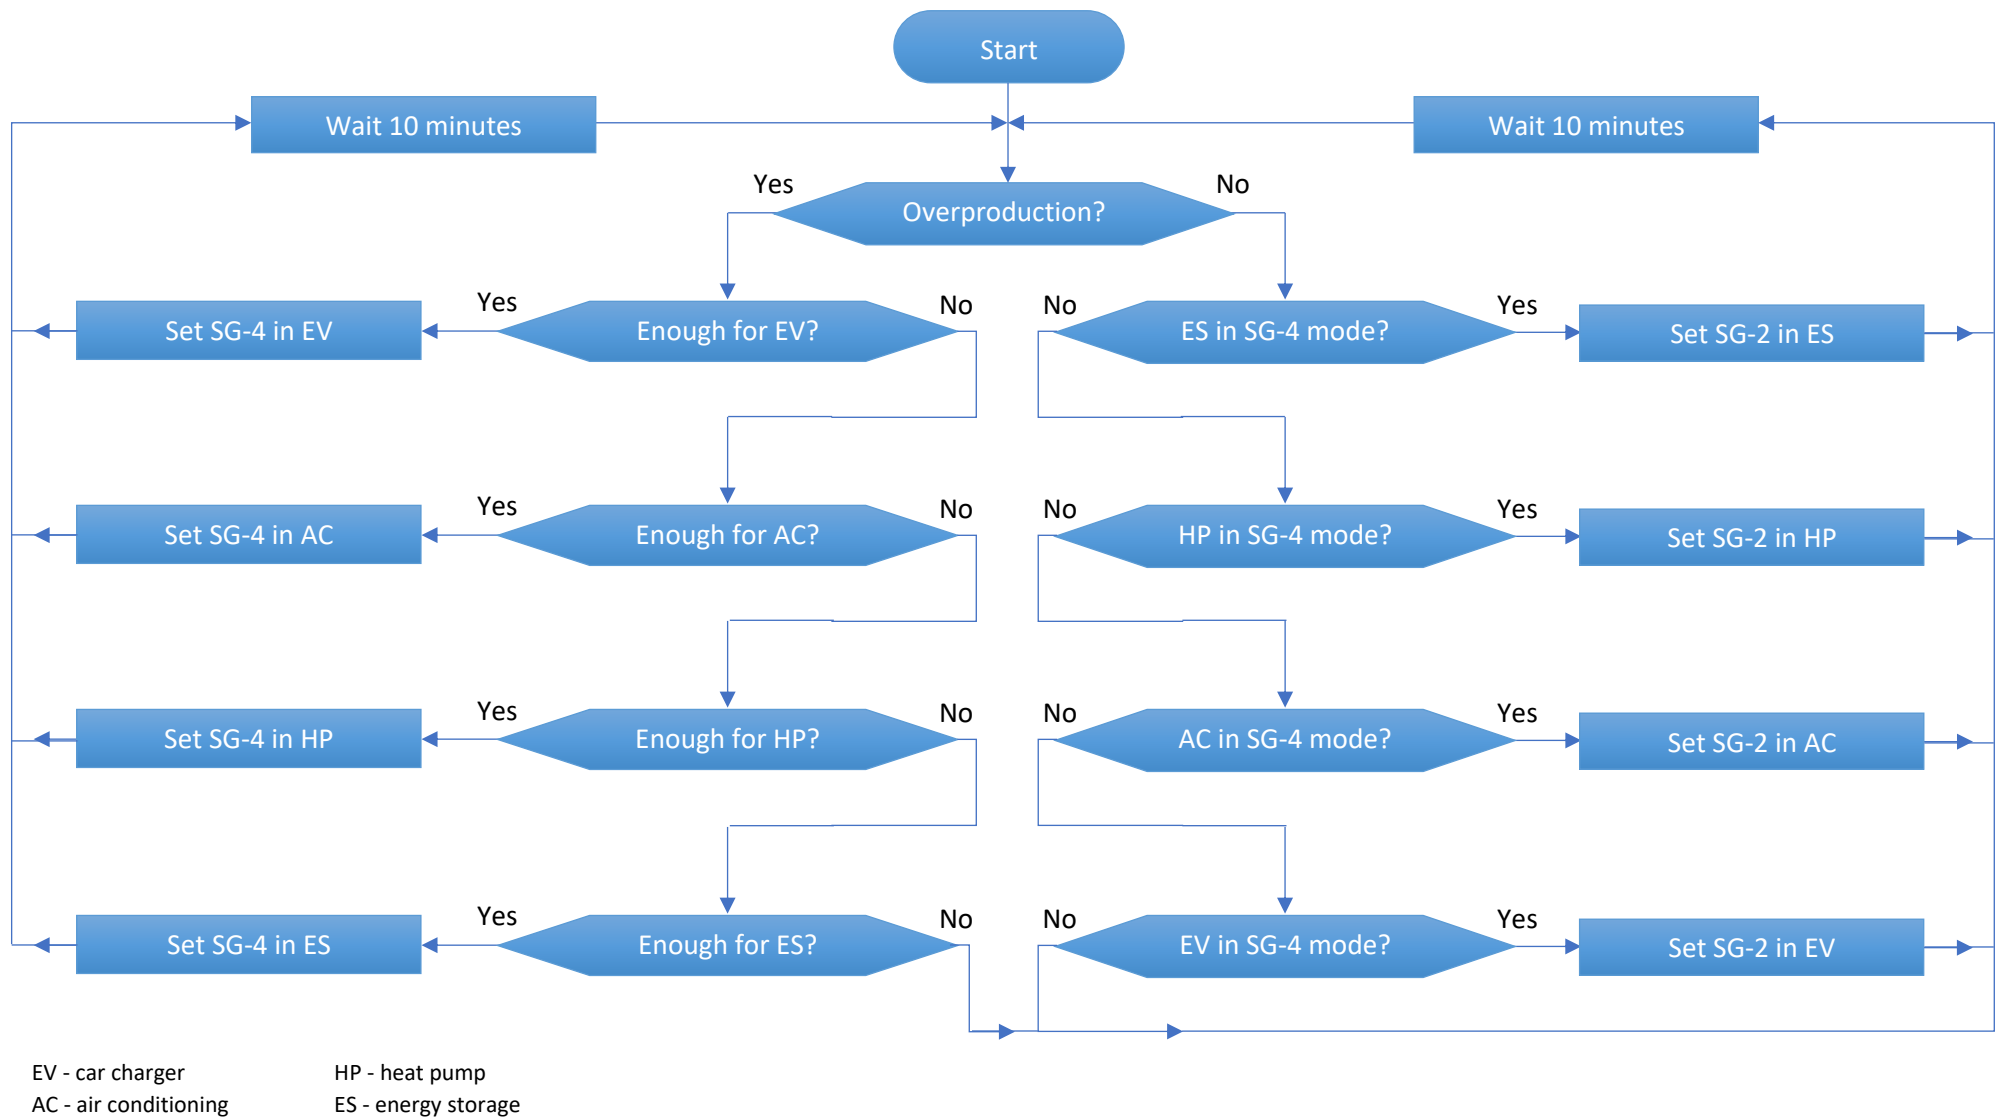 Start
Wait 10 minutes
Wait 10 minutes
Yes
No
Overproduction?
Set SG-4 in EV
Yes
Enough for EV?
No
No
ES in SG-4 mode?
Yes
Set SG-2 in ES
Set SG-4 in AC
Yes
Enough for AC?
No
No
HP in SG-4 mode?
Yes
Set SG-2 in HP
Set SG-4 in HP
Yes
Enough for HP?
No
No
AC in SG-4 mode?
Yes
Set SG-2 in AC
Set SG-4 in ES
Yes
Enough for ES?
No
No
EV in SG-4 mode?
Yes
Set SG-2 in EV
EV - car charger
HP - heat pump
AC - air conditioning
ES - energy storage